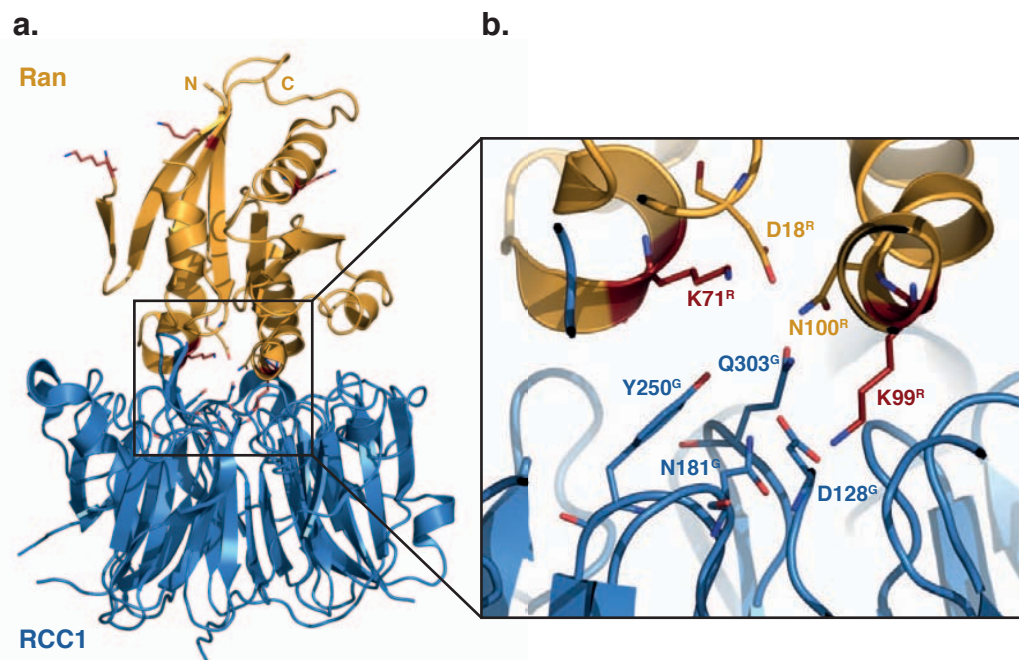 a.
b.
Ran
N
C
D18ᴿ
K71ᴿ
N100ᴿ
Q303ᴳ
Y250ᴳ
K99ᴿ
N181ᴳ
D128ᴳ
RCC1